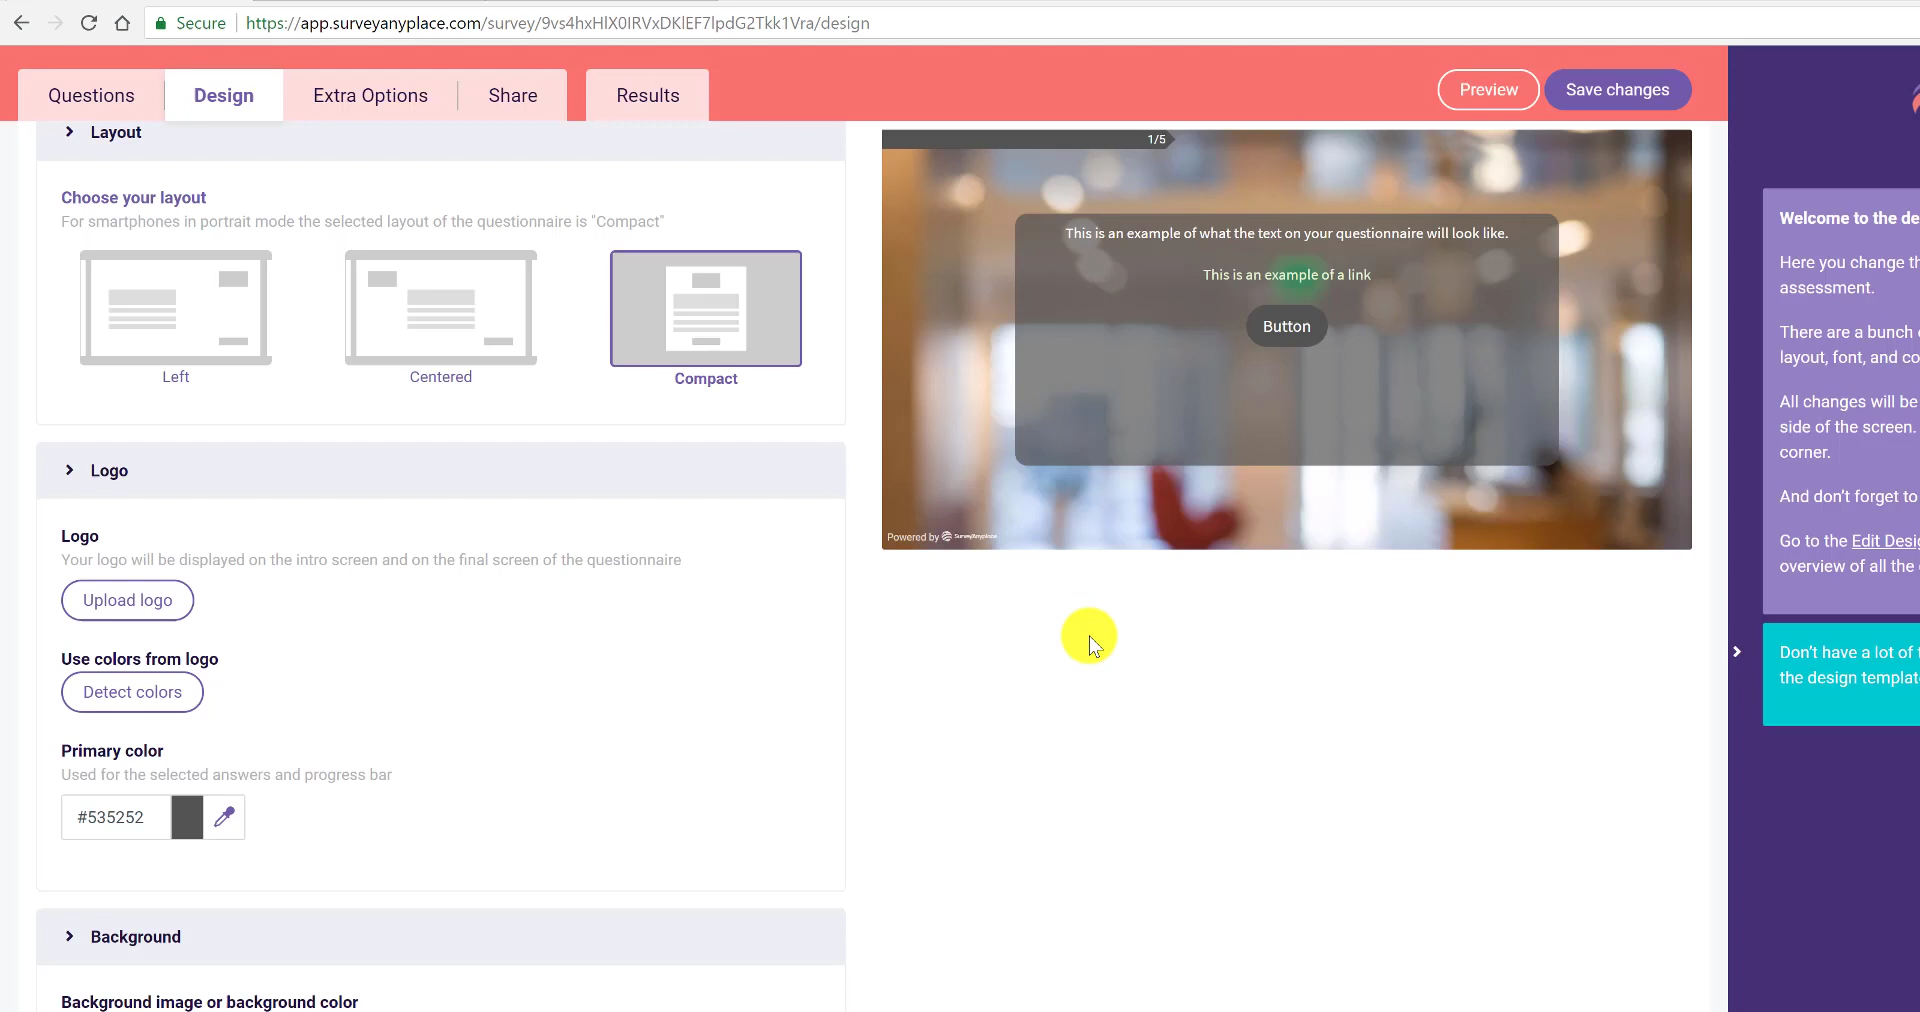 Secure
https://app.surveyanyplace.com/survey/9vs4hxHlX0IRVxDKlEF7lpdG2Tkk1Vra/design
Questions
Design
Extra Options
Share
Results
Preview
Save changes
Layout
Choose your layout
For smartphones in portrait mode the selected layout of the questionnaire is "Compact"
Left
Centered
Compact
Logo
Logo
Your logo will be displayed on the intro screen and on the final screen of the questionnaire
Upload logo
Use colors from logo
Detect colors
Primary color
Used for the selected answers and progress bar
#535252
Background
Background image or background color
1/5
This is an example of what the text on your questionnaire will look like.
This is an example of a link
Button
Powered by SurveyAnyplace
Welcome to the de
Here you change th
assessment.
There are a bunch
layout, font, and co
All changes will be
side of the screen.
corner.
And don't forget to
Go to the Edit Desig
overview of all the
Don't have a lot of t
the design templat